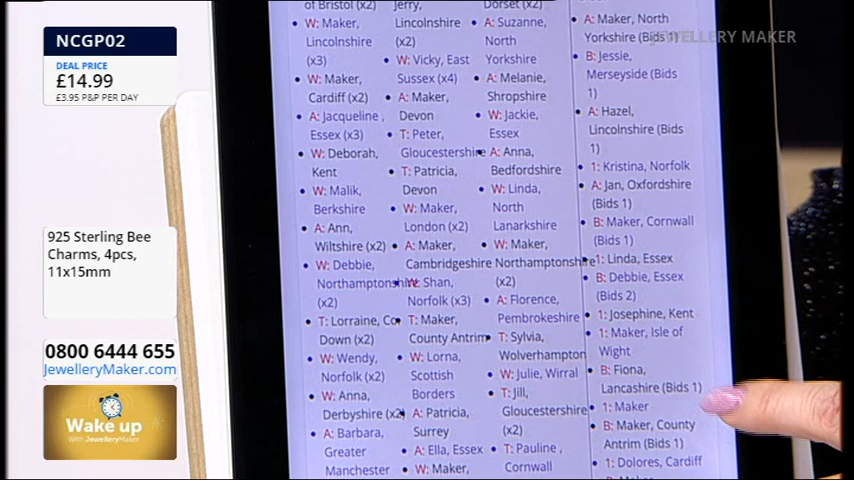 NCGP02
DEAL PRICE
£14.99
£3.95 P&P PER DAY
925 Sterling Bee
Charms, 4pcs,
11x15mm
0800 6444 655
JewelleryMaker.com
Wake up
With JewelleryMaker
JEWELLERY MAKER
of Bristol (x2)
W: Maker,
Lincolnshire
(x3)
W: Maker,
Cardiff (x2)
A: Jacqueline ,
Essex (x3)
W: Deborah,
Kent
W: Malik,
Berkshire
A: Ann,
Wiltshire (x2)
W: Debbie,
Northamptonshire
(x2)
T: Lorraine, Co
Down (x2)
W: Wendy,
Norfolk (x2)
W: Anna,
Derbyshire (x2)
A: Barbara,
Greater
Manchester
Jerry,
Lincolnshire
(x2)
W: Vicky, East
Sussex (x4)
A: Maker,
Devon
T: Peter,
Gloucestershire
T: Patricia,
Devon
W: Maker,
London (x2)
A: Maker,
Cambridgeshire
W: Shan,
Norfolk (x3)
T: Maker,
County Antrim
W: Lorna,
Scottish
Borders
A: Patricia,
Surrey
A: Ella, Essex
W: Maker,
Dorset (x2)
A: Suzanne,
North
Yorkshire
A: Melanie,
Shropshire
W: Jackie,
Essex
A: Anna,
Bedfordshire
W: Linda,
North
Lanarkshire
W: Maker,
Northamptonshire
(x2)
A: Florence,
Pembrokeshire
T: Sylvia,
Wolverhampton
W: Julie, Wirral
T: Jill,
Gloucestershire
(x2)
T: Pauline ,
Cornwall
A: Maker, North
Yorkshire (Bids 1)
B: Jessie,
Merseyside (Bids
1)
A: Hazel,
Lincolnshire (Bids
1)
1: Kristina, Norfolk
A: Jan, Oxfordshire
(Bids 1)
B: Maker, Cornwall
(Bids 1)
1: Linda, Essex
B: Debbie, Essex
(Bids 2)
1: Josephine, Kent
1: Maker, Isle of
Wight
B: Fiona,
Lancashire (Bids 1)
1: Maker
B: Maker, County
Antrim (Bids 1)
1: Dolores, Cardiff